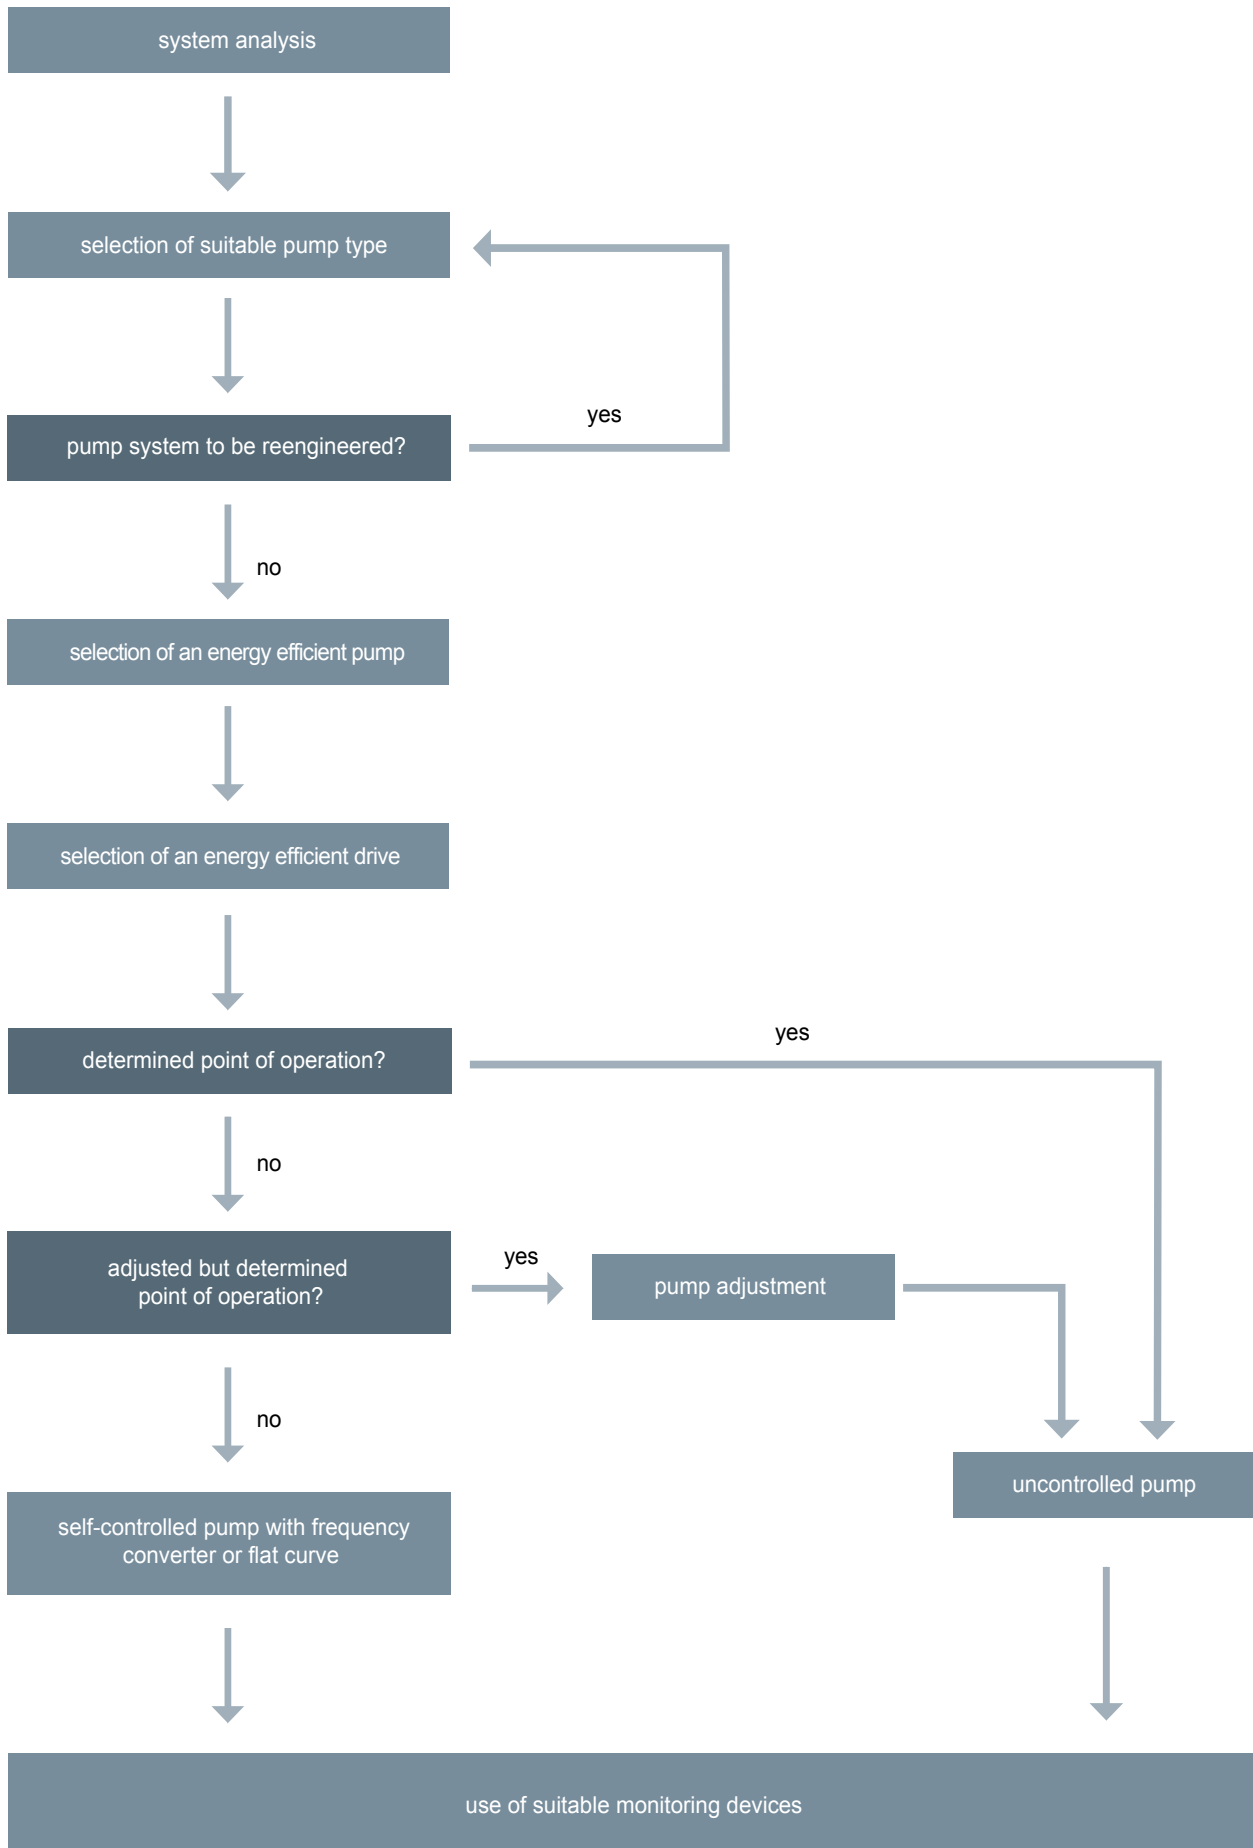 system analysis
selection of suitable pump type
yes
pump system to be reengineered?
no
selection of an energy efficient pump
selection of an energy efficient drive
yes
determined point of operation?
no
adjusted but determined
point of operation?
yes
pump adjustment
no
uncontrolled pump
self-controlled pump with frequency
converter or flat curve
use of suitable monitoring devices